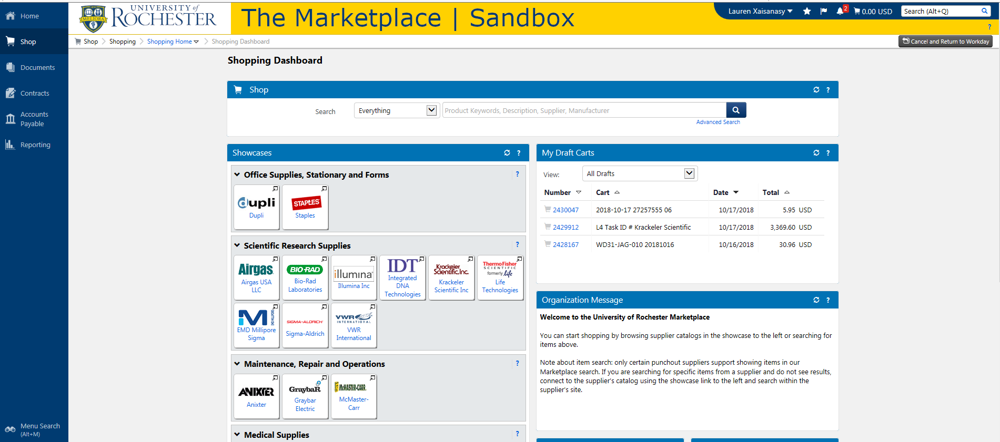 Home
Shop
Documents
Contracts
Accounts
Payable
Reporting
Menu Search
(Alt+M)
MELIORA
UNIVERSITY of
ROCHESTER
The Marketplace | Sandbox
Lauren Xaisanasy
2
0.00 USD
Search (Alt+Q)
?
Shop
Shopping
Shopping Home
Shopping Dashboard
Cancel and Return to Workday
Shopping Dashboard
Shop
?
Search
Everything
Product Keywords, Description, Supplier, Manufacturer
Advanced Search
Showcases
?
Office Supplies, Stationary and Forms
?
dupli
Dupli
STAPLES
Staples
Scientific Research Supplies
?
Airgas
Airgas USA
LLC
BIO-RAD
Bio-Rad
Laboratories
illumina
Illumina Inc
IDT
Integrated
DNA
Technologies
Krackeler
Scientific, Inc.
Krackeler
Scientific Inc
ThermoFisher
SCIENTIFIC
formerly life
Life
Technologies
M
EMD MILLIPORE
EMD Millipore
Sigma
SIGMA-ALDRICH
Sigma-Aldrich
VWR
INTERNATIONAL
VWR
International
Maintenance, Repair and Operations
?
ANIXTER
Anixter
GraybaR
Graybar
Electric
McMASTER-CARR
McMaster-
Carr
Medical Supplies
?
My Draft Carts
?
View:
All Drafts
Number Cart Date Total
2430047 2018-10-17 27257555 06 10/17/2018 5.95 USD
2429912 L4 Task ID # Krackeler Scientific 10/17/2018 3,369.60 USD
2428167 WD31-JAG-010 20181016 10/16/2018 30.96 USD
Organization Message
?
Welcome to the University of Rochester Marketplace
You can start shopping by browsing supplier catalogs in the showcase to the left or searching for
items above.
Note about item search: only certain punchout suppliers support showing items in our
Marketplace search. If you are searching for specific items from a supplier and do not see results,
connect to the supplier's catalog using the showcase link to the left and search within the
supplier's site.